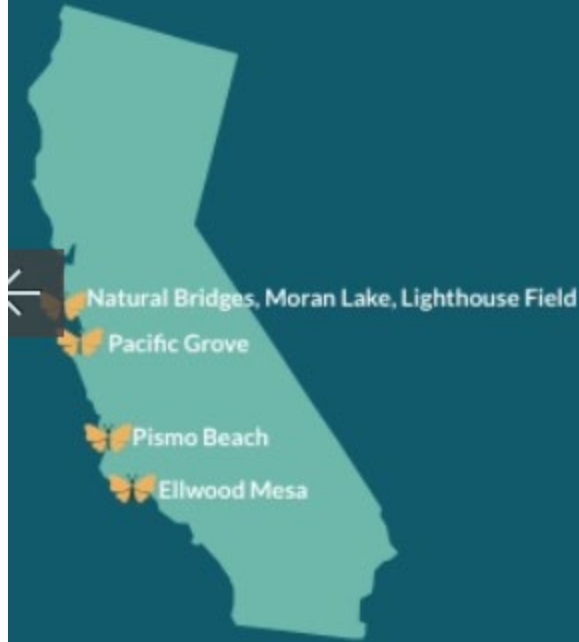 Natural Bridges, Moran Lake, Lighthouse Field
Pacific Grove
Pismo Beach
Ellwood Mesa